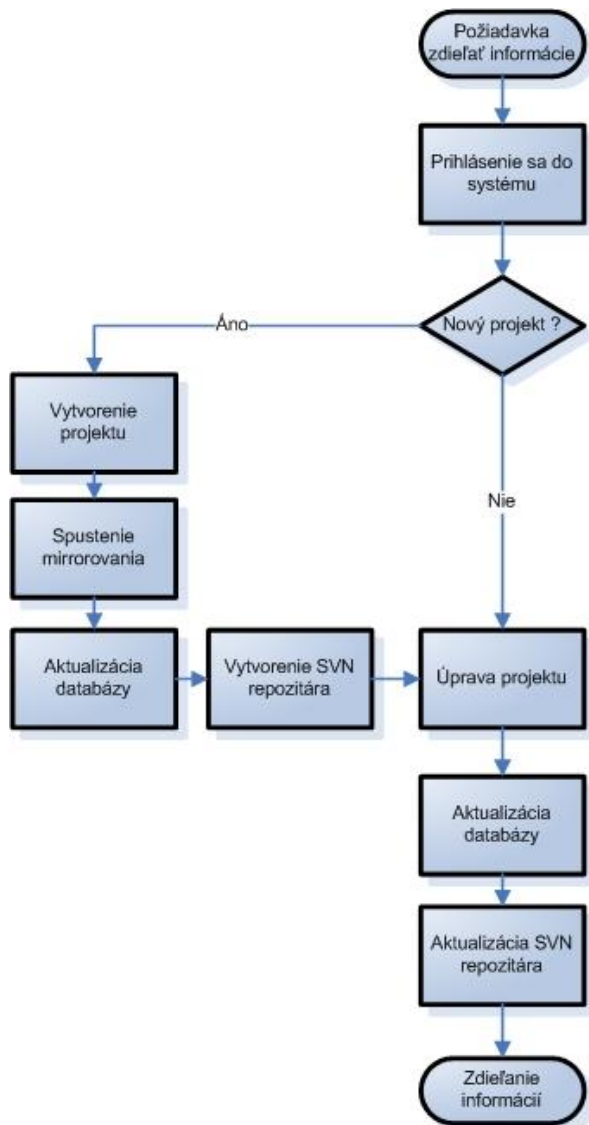 Požiadavka
zdieľať informácie
Prihlásenie sa do
systému
Nový projekt ?
Áno
Vytvorenie
projektu
Nie
Spustenie
mirrorovania
Aktualizácia
databázy
Vytvorenie SVN
repozitára
Úprava projektu
Aktualizácia
databázy
Aktualizácia SVN
repozitára
Zdieľanie
informácií